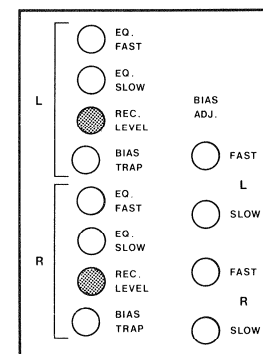 L
EQ.
FAST
EQ.
SLOW
REC.
LEVEL
BIAS
TRAP
R
EQ.
FAST
EQ.
SLOW
REC.
LEVEL
BIAS
TRAP
BIAS
ADJ.
FAST
L
SLOW
FAST
R
SLOW